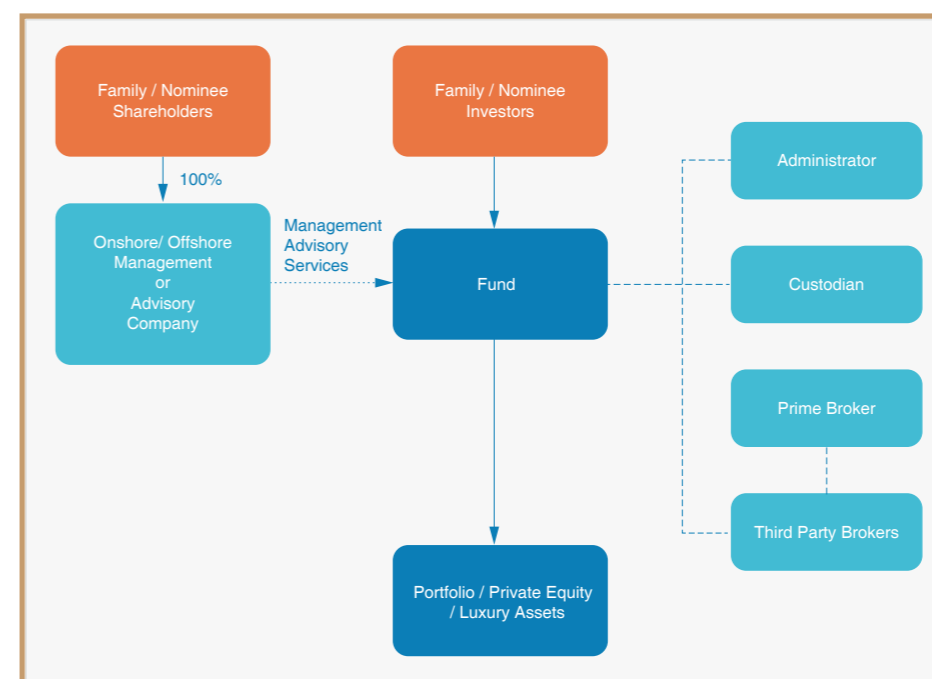 Family / Nominee
Shareholders
Family / Nominee
Investors
Administrator
100%
Onshore/ Offshore
Management
or
Advisory
Company
Management
Advisory
Services
Fund
Custodian
Prime Broker
Third Party Brokers
Portfolio / Private Equity
/ Luxury Assets